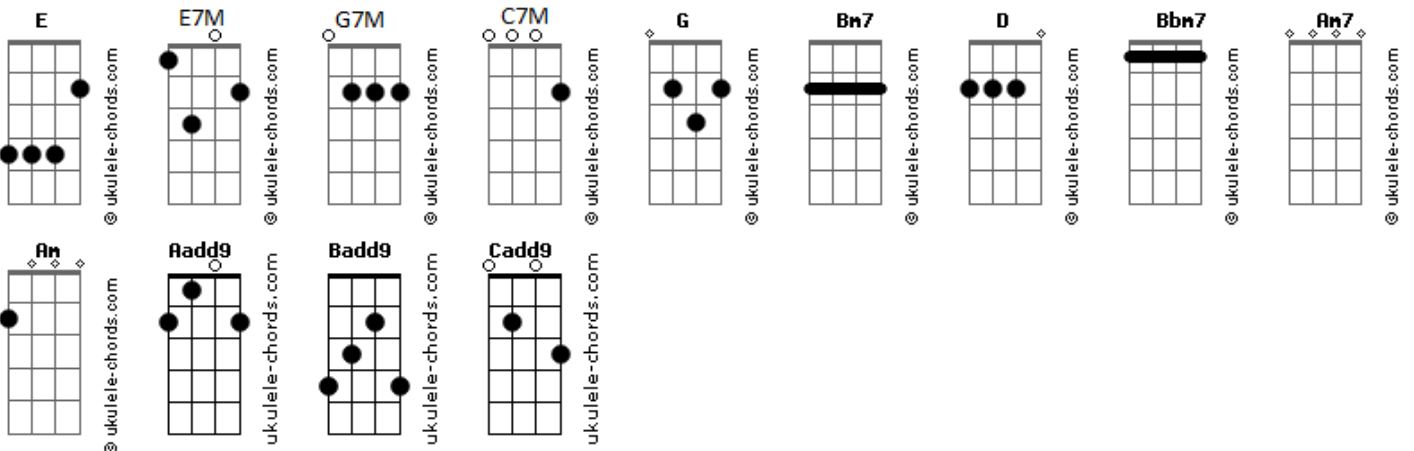 E E7M G7M C7M G Bm7 D Bbm7 Am7
© ukulele-chords.com © ukulele-chords.com © ukulele-chords.com © ukulele-chords.com © ukulele-chords.com © ukulele-chords.com © ukulele-chords.com © ukulele-chords.com © ukulele-chords.com
Am Aadd9 Badd9 Cadd9
© ukulele-chords.com ukulele-chords.com ukulele-chords.com ukulele-chords.com